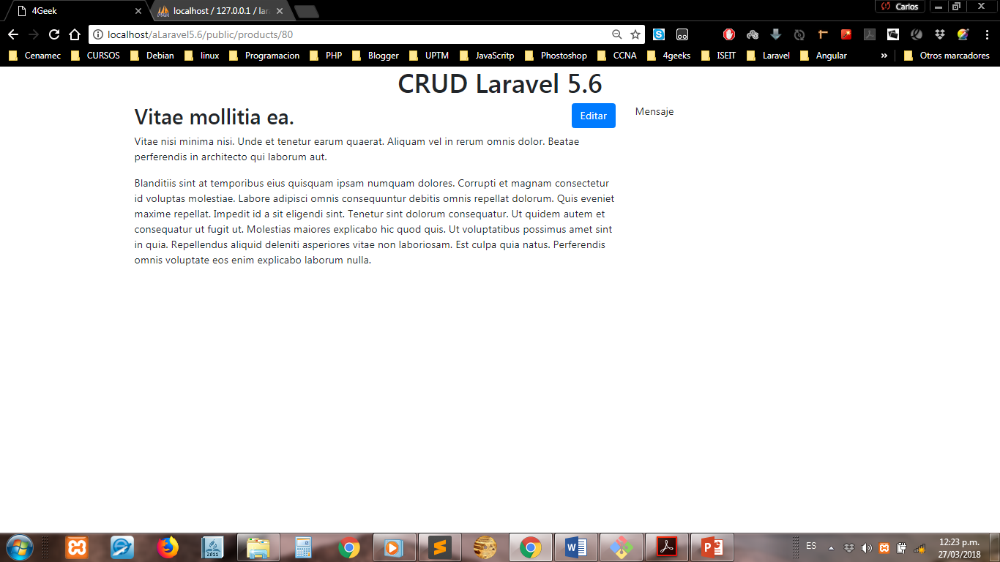 4Geek
localhost / 127.0.0.1 / lar
Carlos
localhost/aLaravel5.6/public/products/80
Cenamec CURSOS Debian linux Programacion PHP Blogger UPTM JavaScritp Phostoshop CCNA 4geeks ISEIT Laravel Angular » Otros marcadores
CRUD Laravel 5.6
Vitae mollitia ea.
Editar
Mensaje
Vitae nisi minima nisi. Unde et tenetur earum quaerat. Aliquam vel in rerum omnis dolor. Beatae
perferendis in architecto qui laborum aut.
Blanditiis sint at temporibus eius quisquam ipsam numquam dolores. Corrupti et magnam consectetur
id voluptas molestiae. Labore adipisci omnis consequuntur debitis omnis repellat dolorum. Quis eveniet
maxime repellat. Impedit id a sit eligendi sint. Tenetur sint dolorum consequatur. Ut quidem autem et
consequatur ut fugit ut. Molestias maiores explicabo hic quod quis. Ut voluptatibus possimus amet sint
in quia. Repellendus aliquid deleniti asperiores vitae non laboriosam. Est culpa quia natus. Perferendis
omnis voluptate eos enim explicabo laborum nulla.
2011
ES
12:23 p.m.
27/03/2018